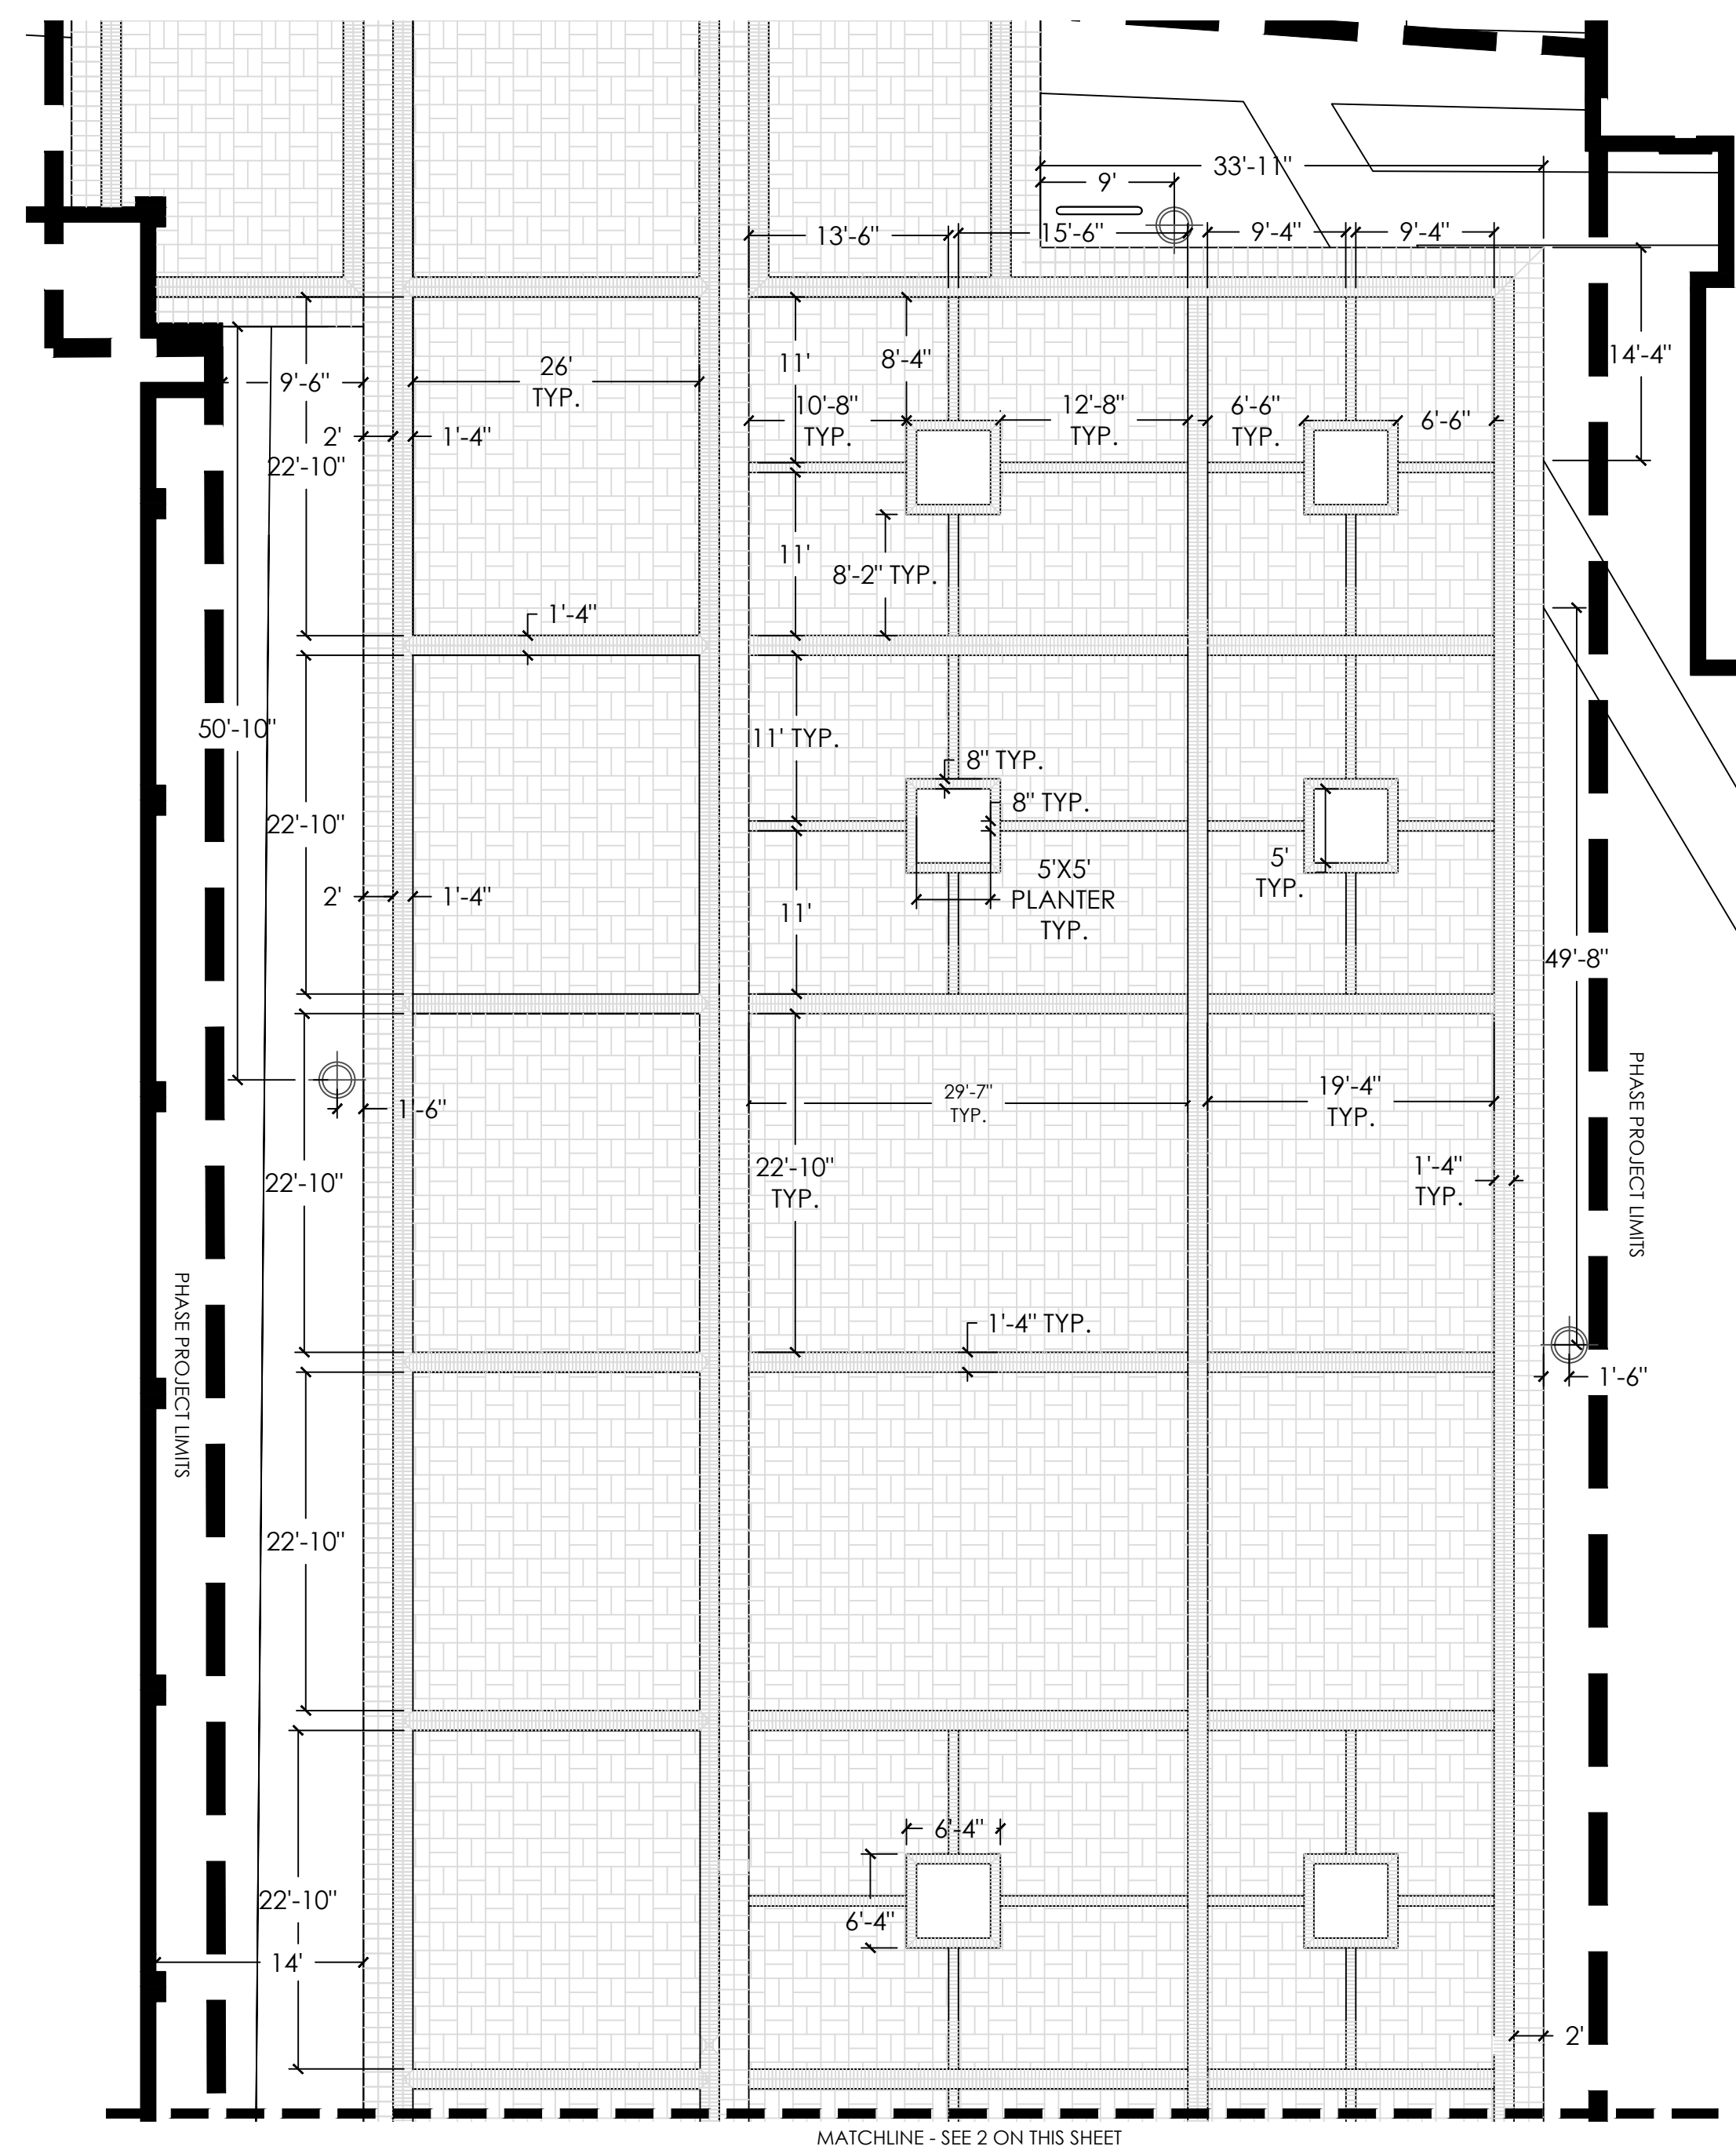 33'-11"
9'
13'-6"
15'-6"
9'-4"
9'-4"
14'-4"
11'
8'-4"
26'
TYP.
9'-6"
10'-8"
TYP.
12'-8"
TYP.
6'-6"
TYP.
6'-6"
2'
1'-4"
22'-10"
11'
8'-2" TYP.
1'-4"
50'-10"
11' TYP.
8" TYP.
8" TYP.
22'-10"
5'X5'
PLANTER
TYP.
5'
TYP.
2'
1'-4"
11'
49'-8"
1'-6"
29'-7"
TYP.
19'-4"
TYP.
PHASE PROJECT LIMITS
22'-10"
22'-10"
TYP.
1'-4"
TYP.
PHASE PROJECT LIMITS
1'-4" TYP.
1'-6"
22'-10"
6'-4"
22'-10"
6'-4"
14'
2'
MATCHLINE - SEE 2 ON THIS SHEET